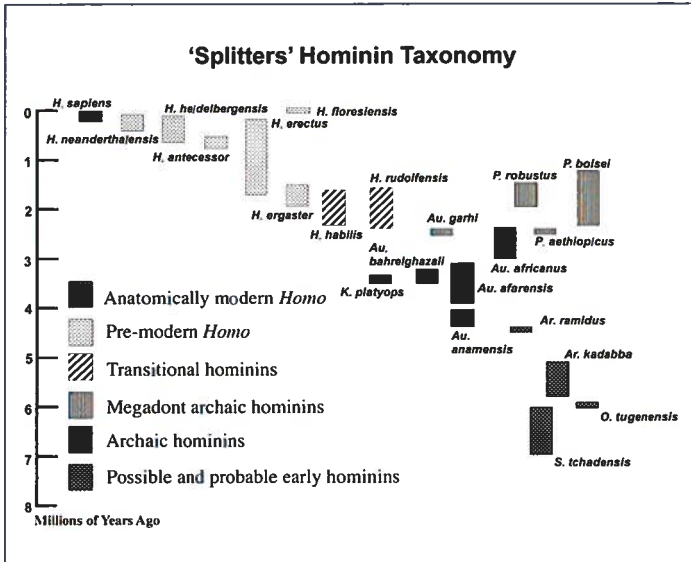 ‘Splitters’ Hominin Taxonomy
H. sapiens
H. heidelbergensis
H. floresiensis
H. neanderthalensis
H. erectus
H. antecessor
H. ergaster
H. habilis
H. rudolfensis
P. robustus
P. boisei
Au. garhi
P. aethiopicus
Au.
bahrelghazali
Au. africanus
K. platyops
Au. afarensis
Au.
anamensis
Ar. ramidus
Ar. kadabba
O. tugenensis
S. tchadensis
0
1
2
3
4
5
6
7
8
Anatomically modern Homo
Pre-modern Homo
Transitional hominins
Megadont archaic hominins
Archaic hominins
Possible and probable early hominins
Millions of Years Ago